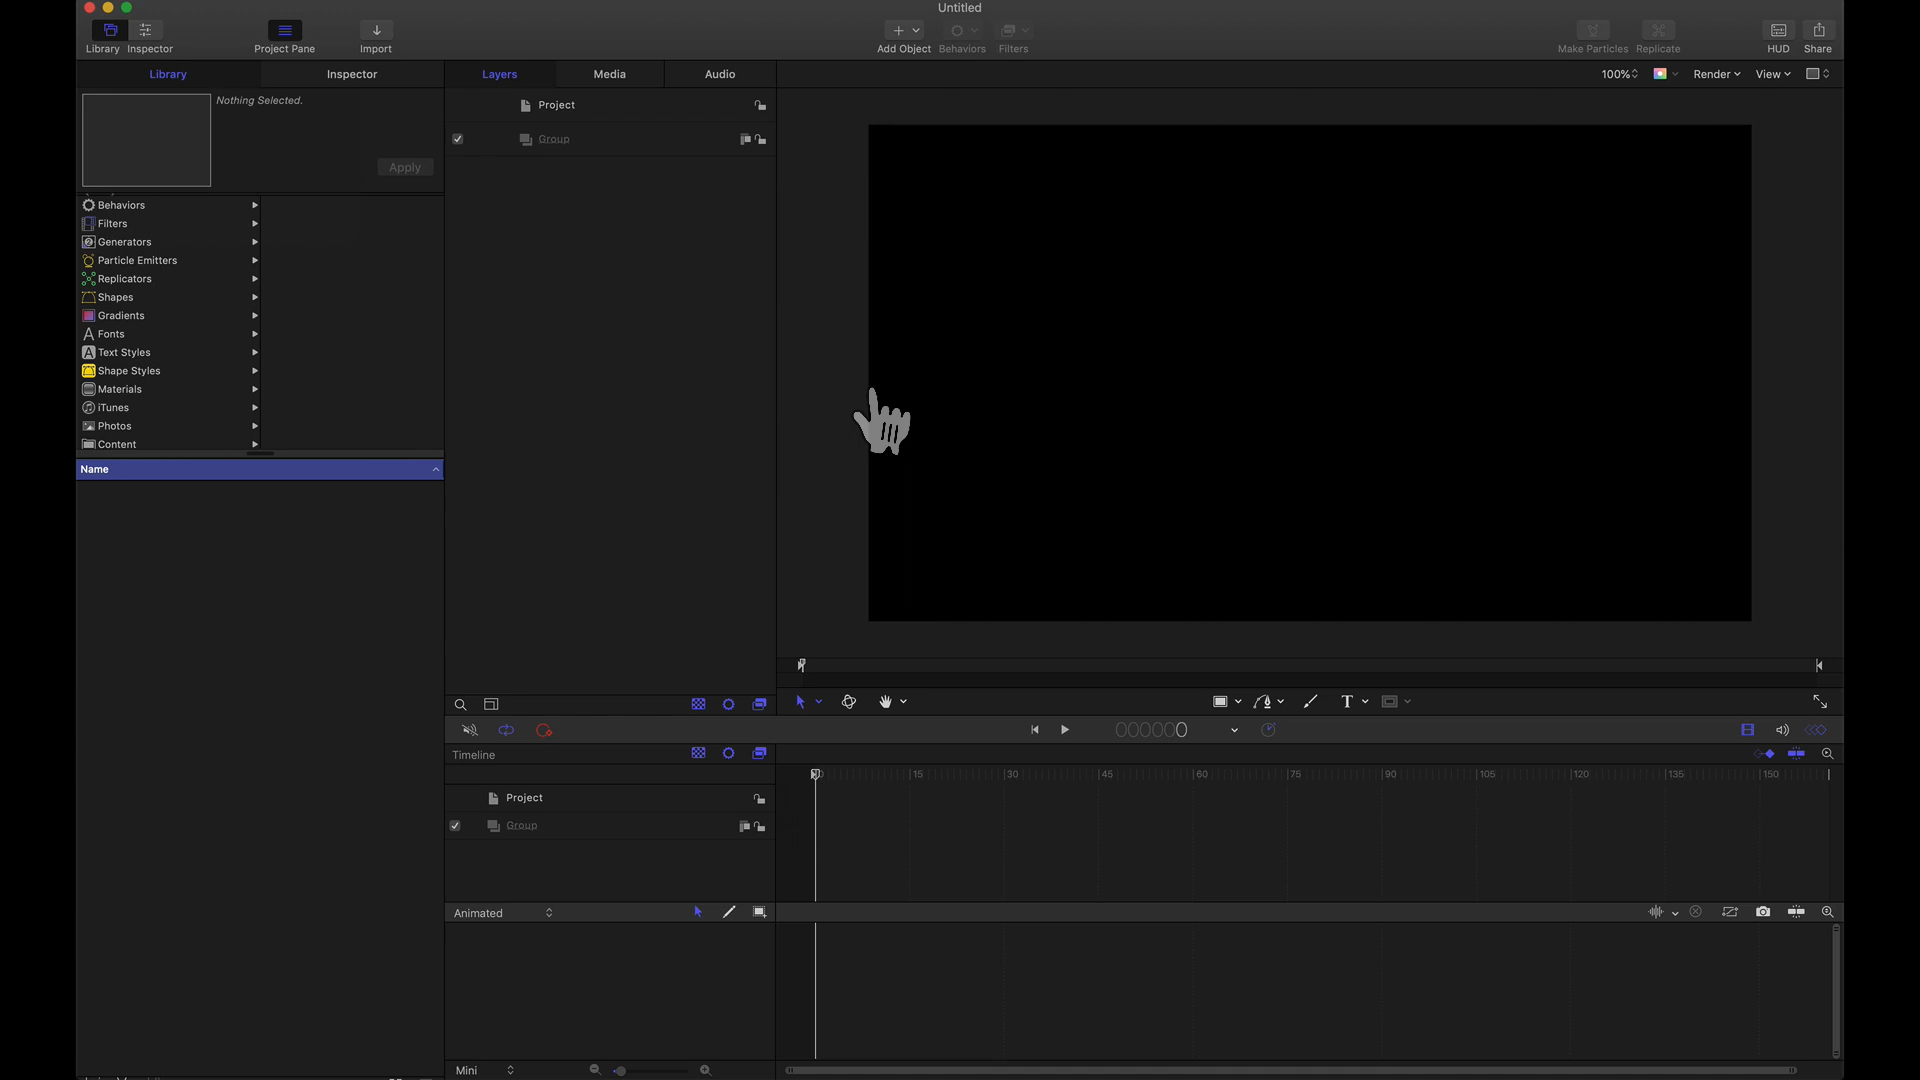 Untitled
Library Inspector Project Pane Import Add Object Behaviors Filters Make Particles Replicate HUD Share
Library Inspector Layers Media Audio 100% Render View
Nothing Selected.
Apply
Project
Group
Behaviors
Filters
Generators
Particle Emitters
Replicators
Shapes
Gradients
Fonts
Text Styles
Shape Styles
Materials
iTunes
Photos
Content
Name
000000
Timeline
15 30 45 60 75 90 105 120 135 150
Project
Group
Animated
Mini